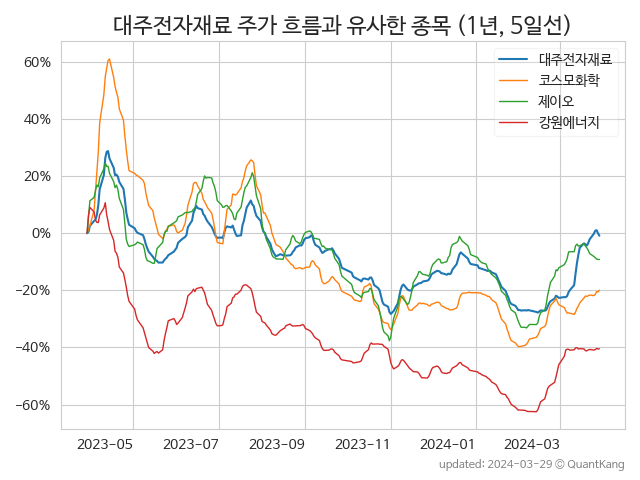 대주전자재료 주가 흐름과 유사한 종목 (1년, 5일선)
대주전자재료
코스모화학
제이오
강원에너지
60%
40%
20%
0%
−20%
−40%
−60%
2023-05 2023-07 2023-09 2023-11 2024-01 2024-03
updated: 2024-03-29 © QuantKang